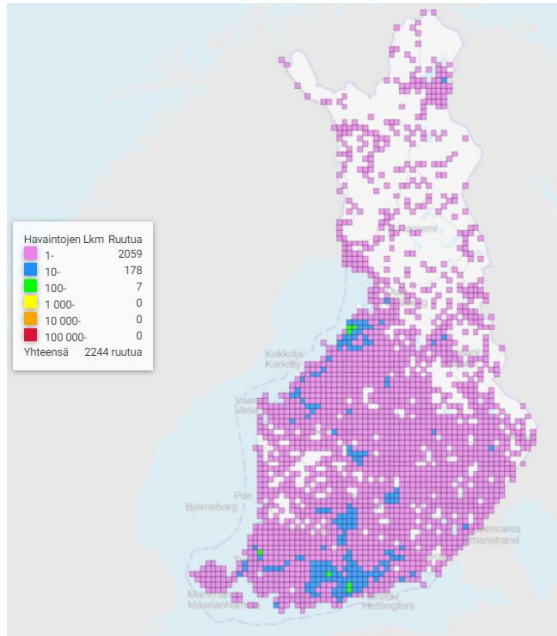 Havaintojen Lkm Ruutua
1- 2059
10- 178
100- 7
1 000- 0
10 000- 0
100 000- 0
Yhteensä 2244 ruutua
Kokkola-
Karleby
Vaasa
Vasa
Pori
Björneborg
Helsingfors